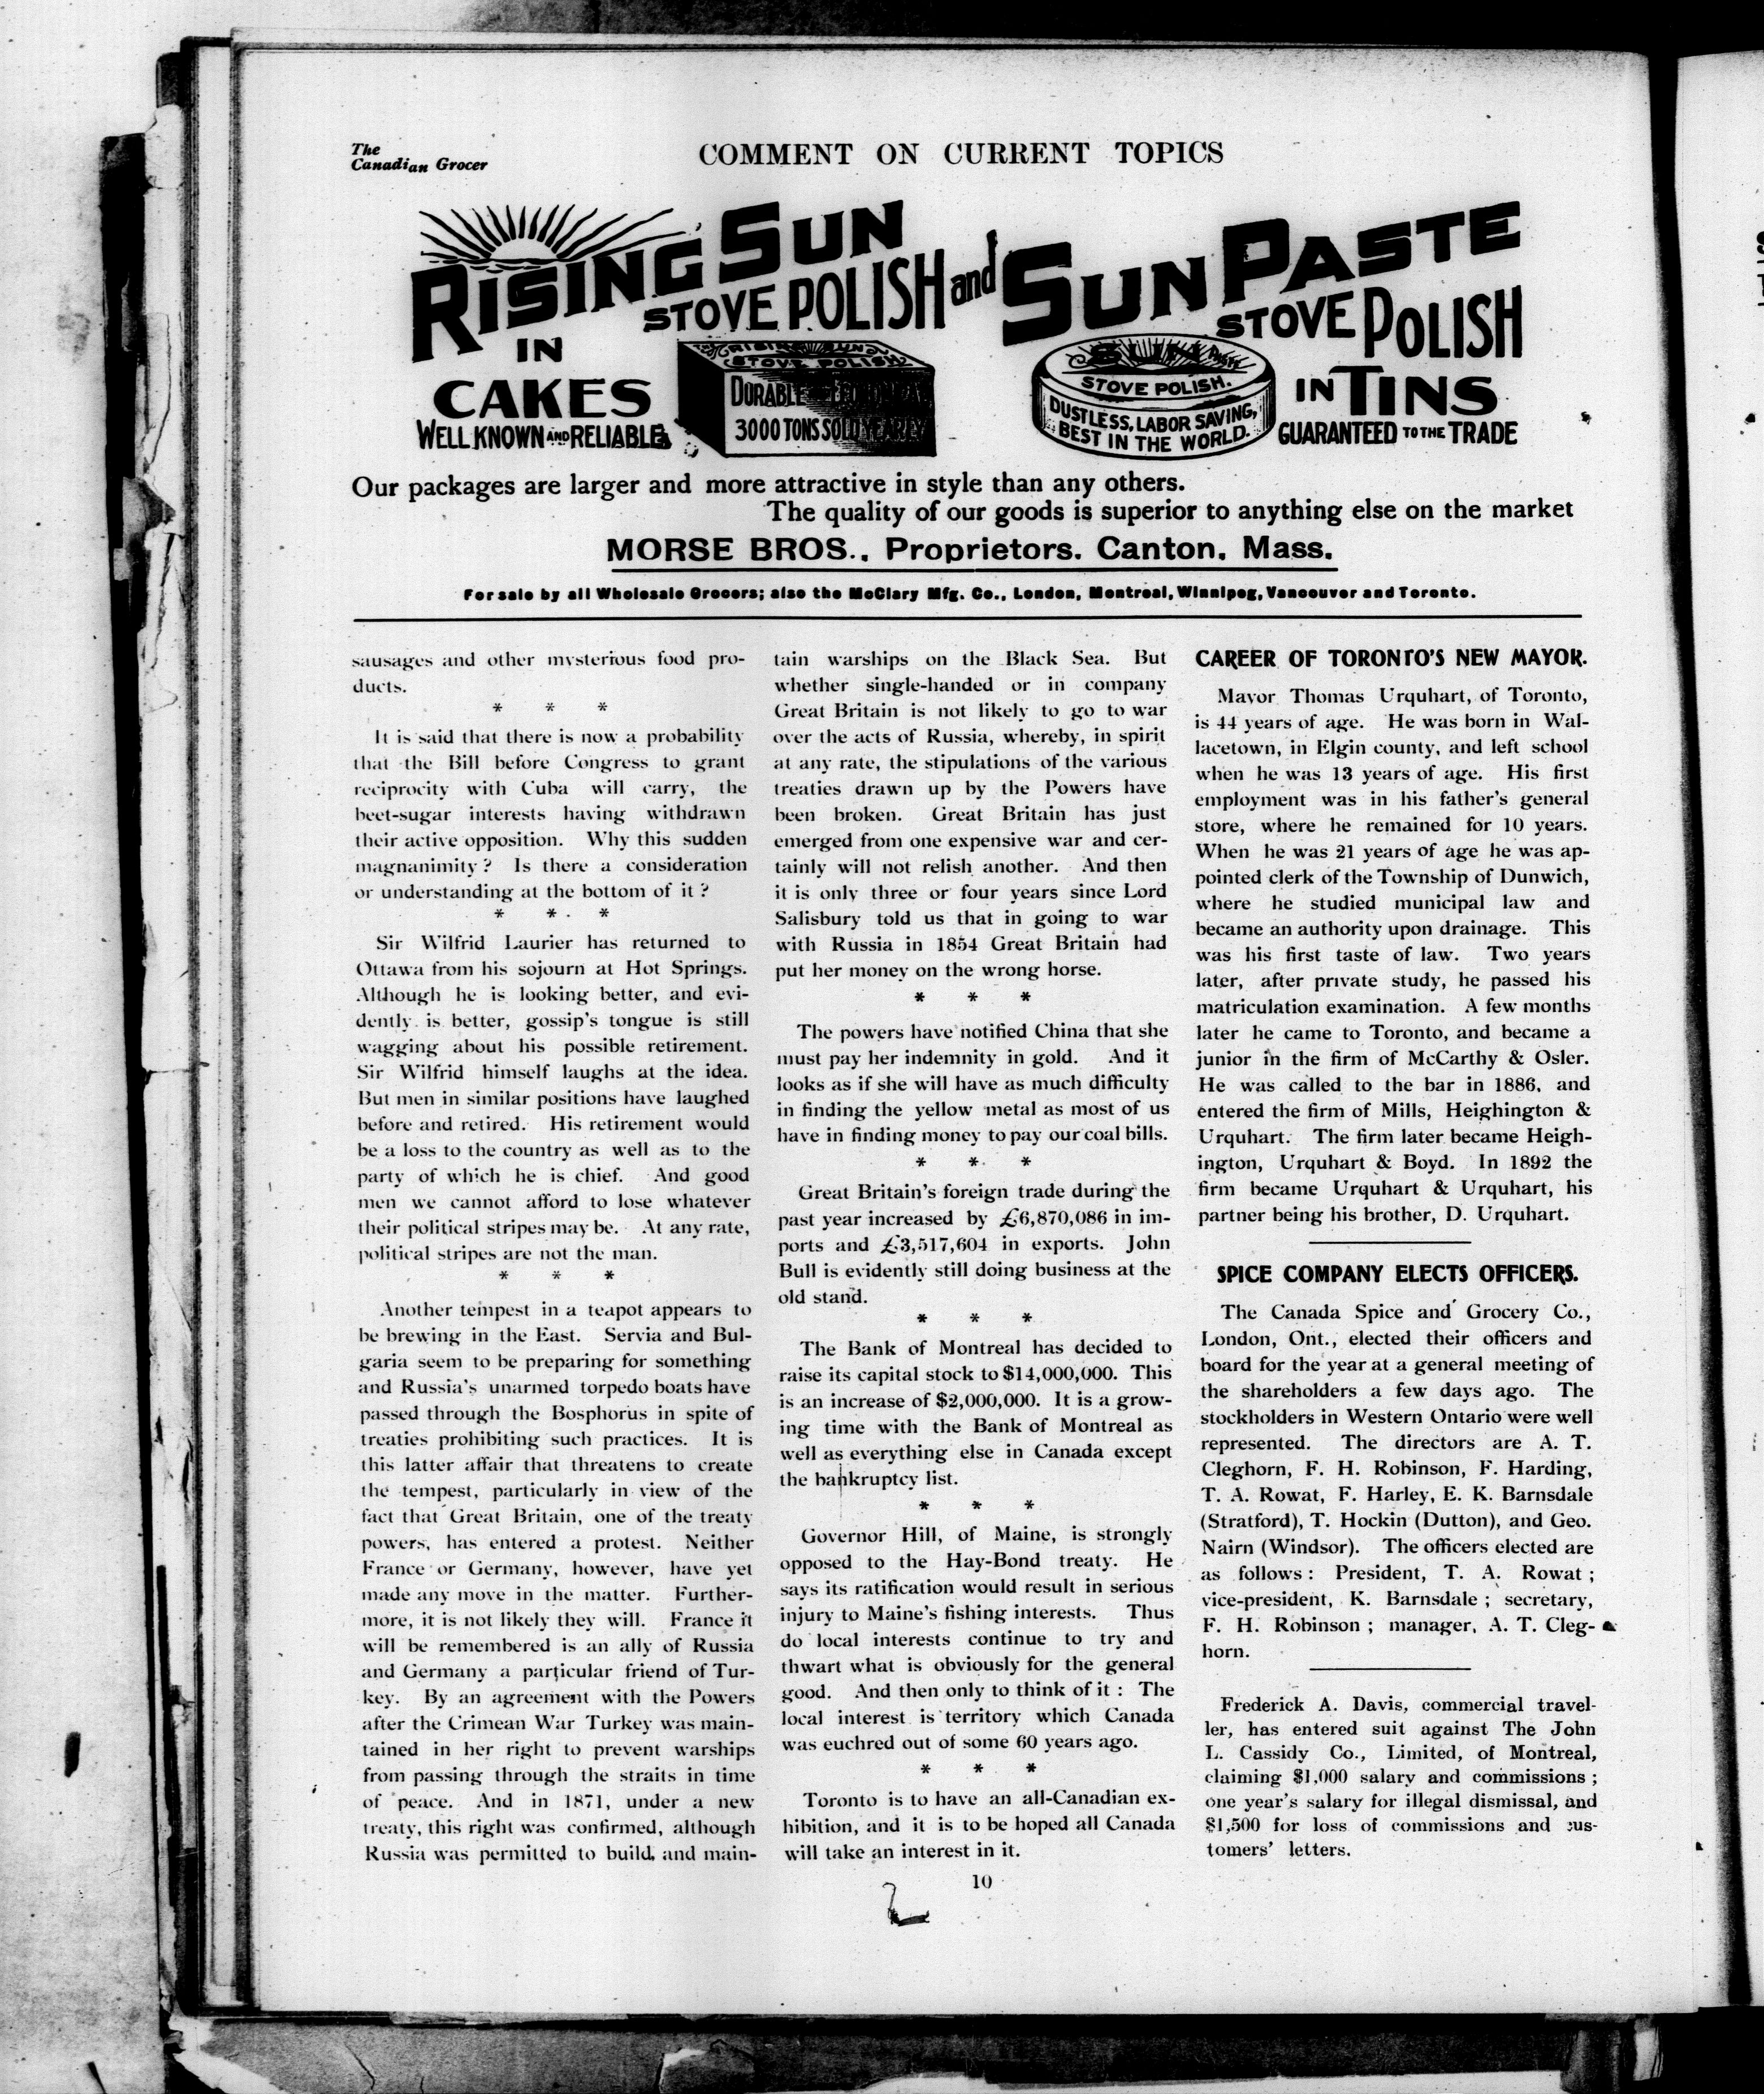 The
Canadian Grocer
COMMENT ON CURRENT TOPICS
RISING SUN
STOVE POLISH and SUN PASTE
STOVE POLISH
IN
CAKES
WELL KNOWN AND RELIABLE
RISING SUN
STOVE POLISH
DURABLE
3000 TONS SOLD YEARLY
SUN PASTE
STOVE POLISH.
DUSTLESS, LABOR SAVING,
BEST IN THE WORLD.
IN TINS
GUARANTEED TO THE TRADE
Our packages are larger and more attractive in style than any others.
The quality of our goods is superior to anything else on the market
MORSE BROS., Proprietors. Canton, Mass.
For sale by all Wholesale Grocers; also the McClary Mfg. Co., London, Montreal, Winnipeg, Vancouver and Toronto.
sausages and other mysterious food pro-
ducts.
* * *
It is said that there is now a probability
that the Bill before Congress to grant
reciprocity with Cuba will carry, the
beet-sugar interests having withdrawn
their active opposition. Why this sudden
magnanimity? Is there a consideration
or understanding at the bottom of it?
* * *
Sir Wilfrid Laurier has returned to
Ottawa from his sojourn at Hot Springs.
Although he is looking better, and evi-
dently is better, gossip's tongue is still
wagging about his possible retirement.
Sir Wilfrid himself laughs at the idea.
But men in similar positions have laughed
before and retired. His retirement would
be a loss to the country as well as to the
party of which he is chief. And good
men we cannot afford to lose whatever
their political stripes may be. At any rate,
political stripes are not the man.
* * *
Another tempest in a teapot appears to
be brewing in the East. Servia and Bul-
garia seem to be preparing for something
and Russia's unarmed torpedo boats have
passed through the Bosphorus in spite of
treaties prohibiting such practices. It is
this latter affair that threatens to create
the tempest, particularly in view of the
fact that Great Britain, one of the treaty
powers, has entered a protest. Neither
France or Germany, however, have yet
made any move in the matter. Further-
more, it is not likely they will. France it
will be remembered is an ally of Russia
and Germany a particular friend of Tur-
key. By an agreement with the Powers
after the Crimean War Turkey was main-
tained in her right to prevent warships
from passing through the straits in time
of peace. And in 1871, under a new
treaty, this right was confirmed, although
Russia was permitted to build, and main-
tain warships on the Black Sea. But
whether single-handed or in company
Great Britain is not likely to go to war
over the acts of Russia, whereby, in spirit
at any rate, the stipulations of the various
treaties drawn up by the Powers have
been broken. Great Britain has just
emerged from one expensive war and cer-
tainly will not relish another. And then
it is only three or four years since Lord
Salisbury told us that in going to war
with Russia in 1854 Great Britain had
put her money on the wrong horse.
* * *
The powers have notified China that she
must pay her indemnity in gold. And it
looks as if she will have as much difficulty
in finding the yellow metal as most of us
have in finding money to pay our coal bills.
* * *
Great Britain's foreign trade during the
past year increased by £6,870,086 in im-
ports and £3,517,604 in exports. John
Bull is evidently still doing business at the
old stand.
* * *
The Bank of Montreal has decided to
raise its capital stock to $14,000,000. This
is an increase of $2,000,000. It is a grow-
ing time with the Bank of Montreal as
well as everything else in Canada except
the bankruptcy list.
* * *
Governor Hill, of Maine, is strongly
opposed to the Hay-Bond treaty. He
says its ratification would result in serious
injury to Maine's fishing interests. Thus
do local interests continue to try and
thwart what is obviously for the general
good. And then only to think of it: The
local interest is territory which Canada
was euchred out of some 60 years ago.
* * *
Toronto is to have an all-Canadian ex-
hibition, and it is to be hoped all Canada
will take an interest in it.
CAREER OF TORONTO'S NEW MAYOR.
Mayor Thomas Urquhart, of Toronto,
is 44 years of age. He was born in Wal-
lacetown, in Elgin county, and left school
when he was 13 years of age. His first
employment was in his father's general
store, where he remained for 10 years.
When he was 21 years of age he was ap-
pointed clerk of the Township of Dunwich,
where he studied municipal law and
became an authority upon drainage. This
was his first taste of law. Two years
later, after private study, he passed his
matriculation examination. A few months
later he came to Toronto, and became a
junior in the firm of McCarthy & Osler.
He was called to the bar in 1886, and
entered the firm of Mills, Heighington &
Urquhart. The firm later became Heigh-
ington, Urquhart & Boyd. In 1892 the
firm became Urquhart & Urquhart, his
partner being his brother, D. Urquhart.
SPICE COMPANY ELECTS OFFICERS.
The Canada Spice and Grocery Co.,
London, Ont., elected their officers and
board for the year at a general meeting of
the shareholders a few days ago. The
stockholders in Western Ontario were well
represented. The directors are A. T.
Cleghorn, F. H. Robinson, F. Harding,
T. A. Rowat, F. Harley, E. K. Barnsdale
(Stratford), T. Hockin (Dutton), and Geo.
Nairn (Windsor). The officers elected are
as follows: President, T. A. Rowat;
vice-president, K. Barnsdale; secretary,
F. H. Robinson; manager, A. T. Cleg-
horn.
Frederick A. Davis, commercial travel-
ler, has entered suit against The John
L. Cassidy Co., Limited, of Montreal,
claiming $1,000 salary and commissions;
one year's salary for illegal dismissal, and
$1,500 for loss of commissions and cus-
tomers' letters.
10
2